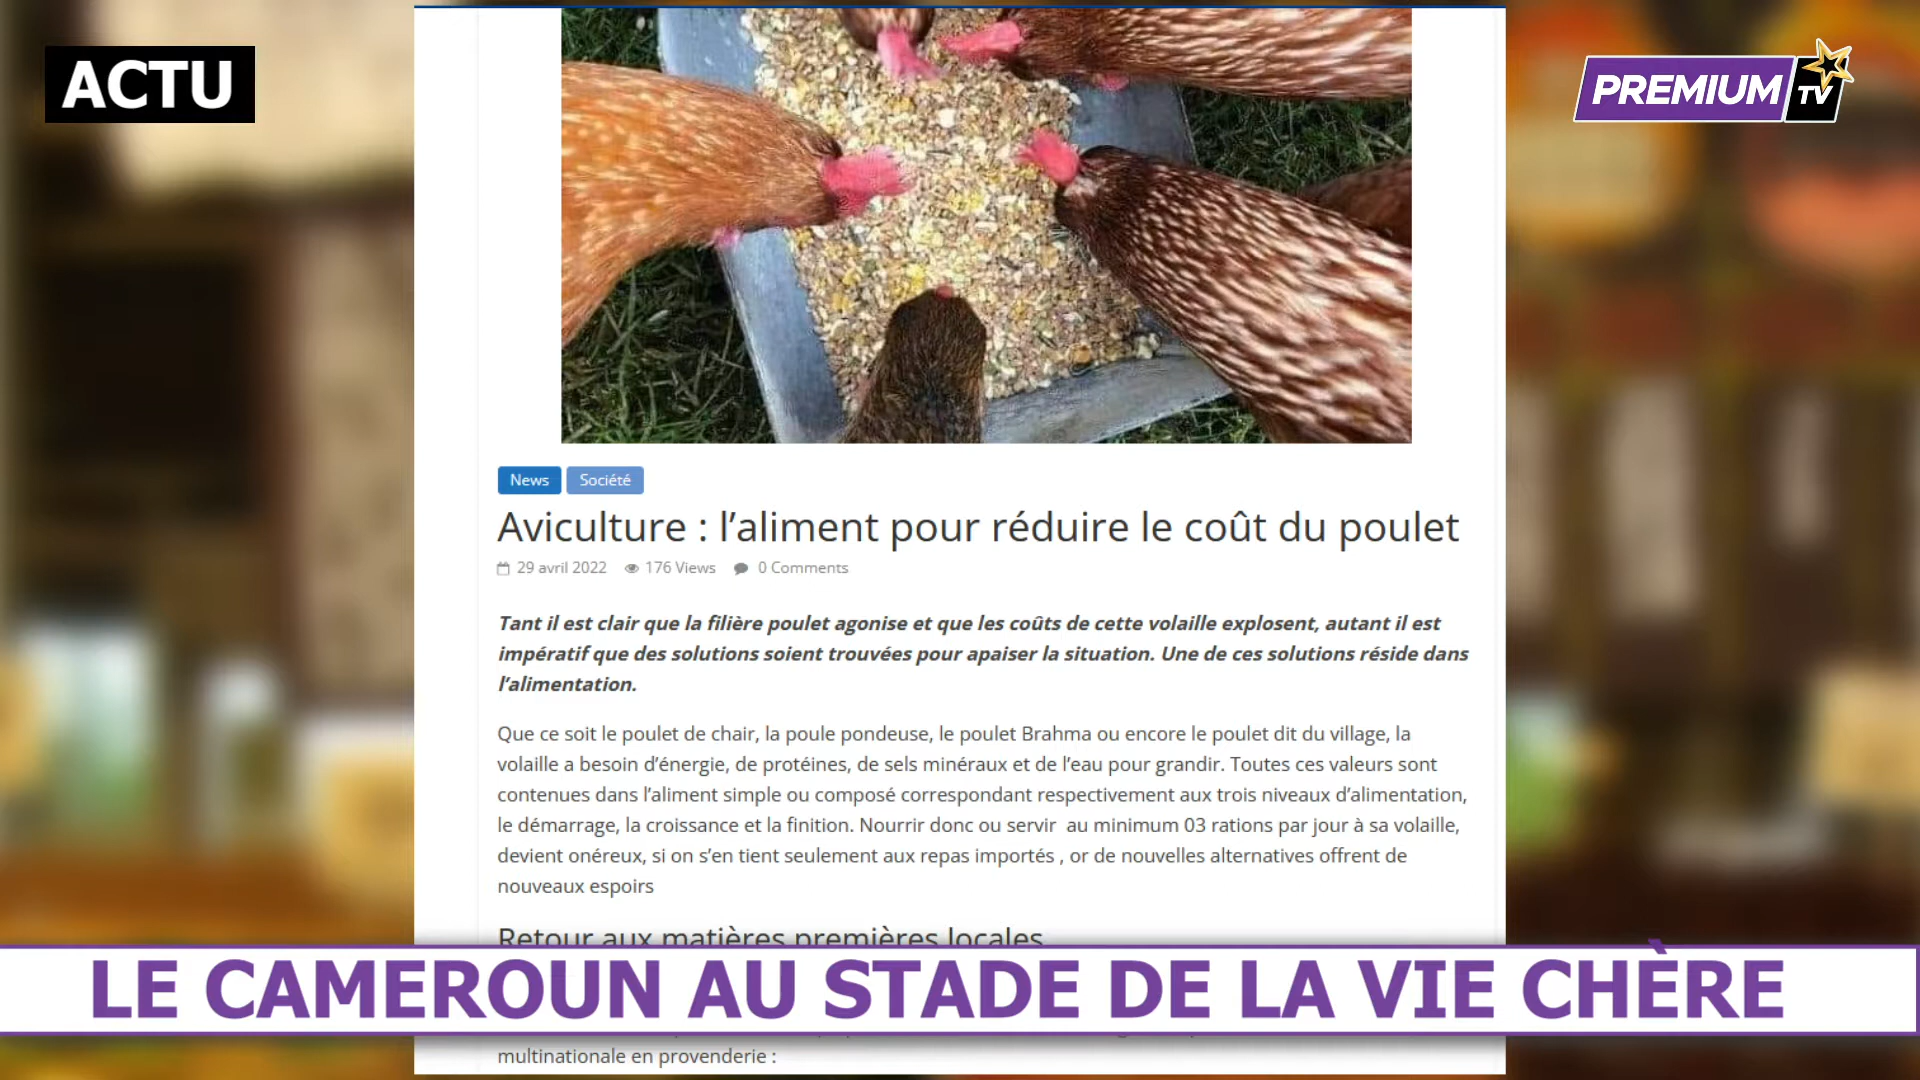 ACTU
PREMIUM TV
News Société
Aviculture : l’aliment pour réduire le coût du poulet
29 avril 2022 176 Views 0 Comments
Tant il est clair que la filière poulet agonise et que les coûts de cette volaille explosent, autant il est
impératif que des solutions soient trouvées pour apaiser la situation. Une de ces solutions réside dans
l’alimentation.
Que ce soit le poulet de chair, la poule pondeuse, le poulet Brahma ou encore le poulet dit du village, la
volaille a besoin d’énergie, de protéines, de sels minéraux et de l’eau pour grandir. Toutes ces valeurs sont
contenues dans l’aliment simple ou composé correspondant respectivement aux trois niveaux d’alimentation,
le démarrage, la croissance et la finition. Nourrir donc ou servir au minimum 03 rations par jour à sa volaille,
devient onéreux, si on s’en tient seulement aux repas importés , or de nouvelles alternatives offrent de
nouveaux espoirs
Retour aux matières premières locales
LE CAMEROUN AU STADE DE LA VIE CHÈRE
multinationale en provenderie :